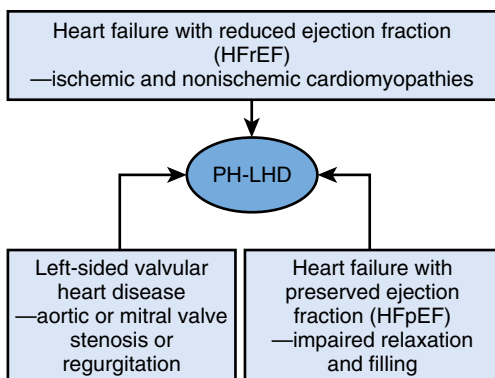 Heart failure with reduced ejection fraction
(HFrEF)
—ischemic and nonischemic cardiomyopathies
PH-LHD
Left-sided valvular
heart disease
—aortic or mitral valve
stenosis or
regurgitation
Heart failure with
preserved ejection
fraction (HFpEF)
—impaired relaxation
and filling